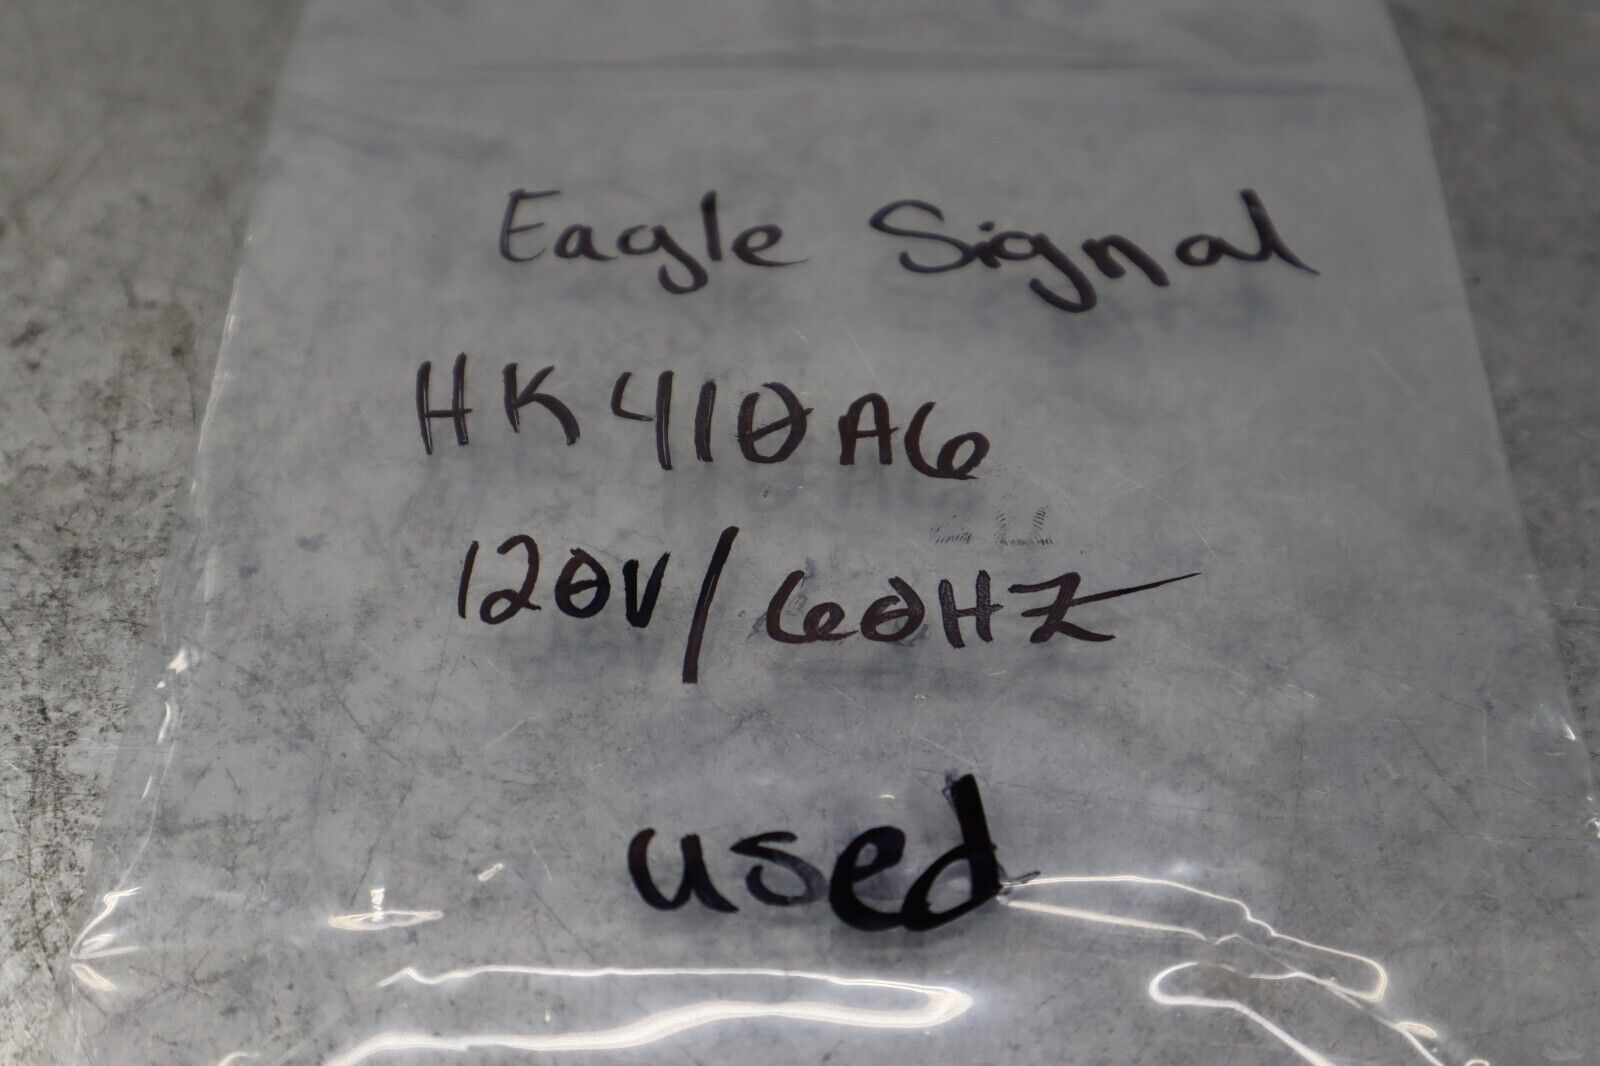 Eagle Signal
HK410A6
120V/60HZ
used